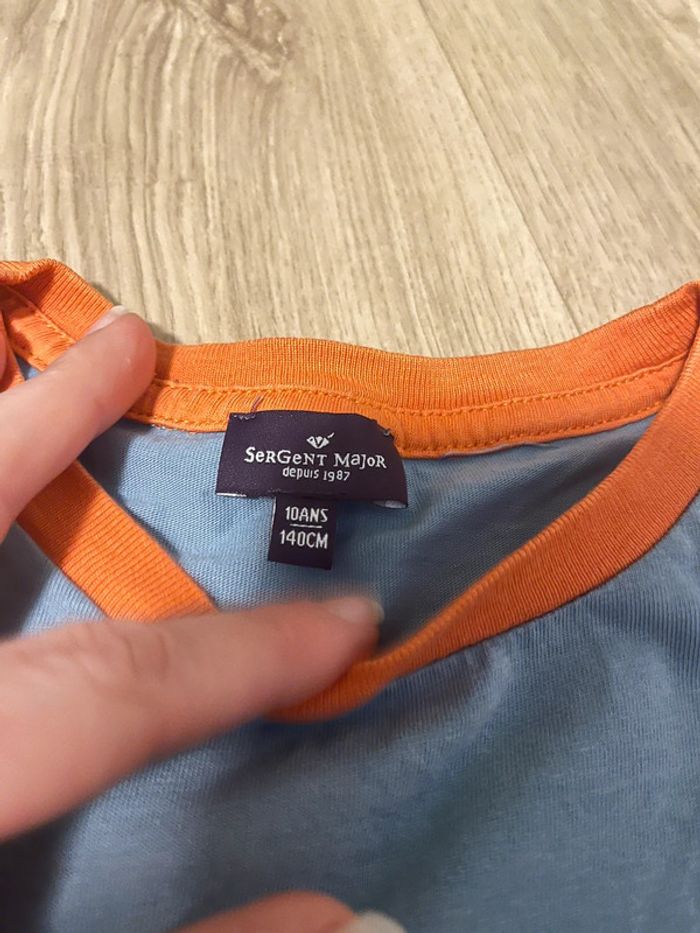 SERGENT MAJOR
depuis 1987
10ANS
140CM